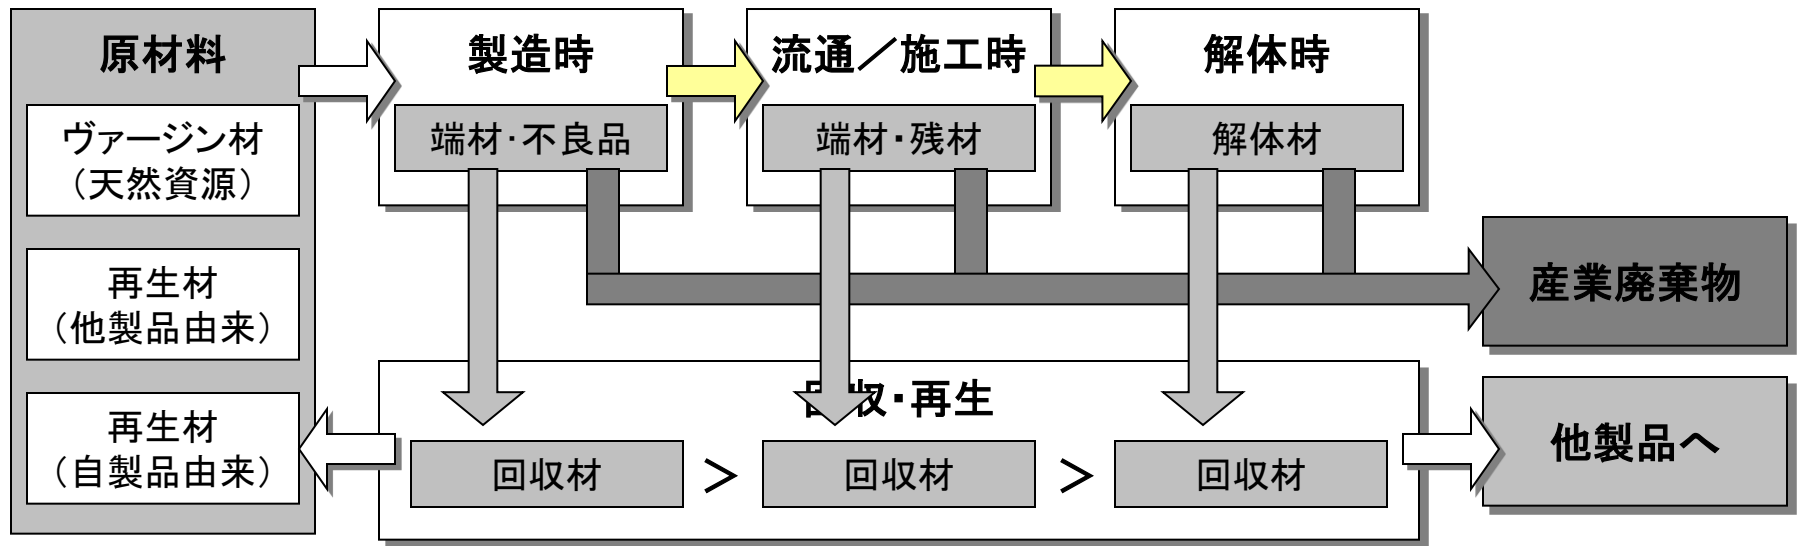 原材料
ヴァージン材
（天然資源）
再生材
（他製品由来）
再生材
（自製品由来）
製造時
端材・不良品
流通／施工時
端材・残材
解体時
解体材
産業廃棄物
回収・再生
回収材
＞
回収材
＞
回収材
他製品へ